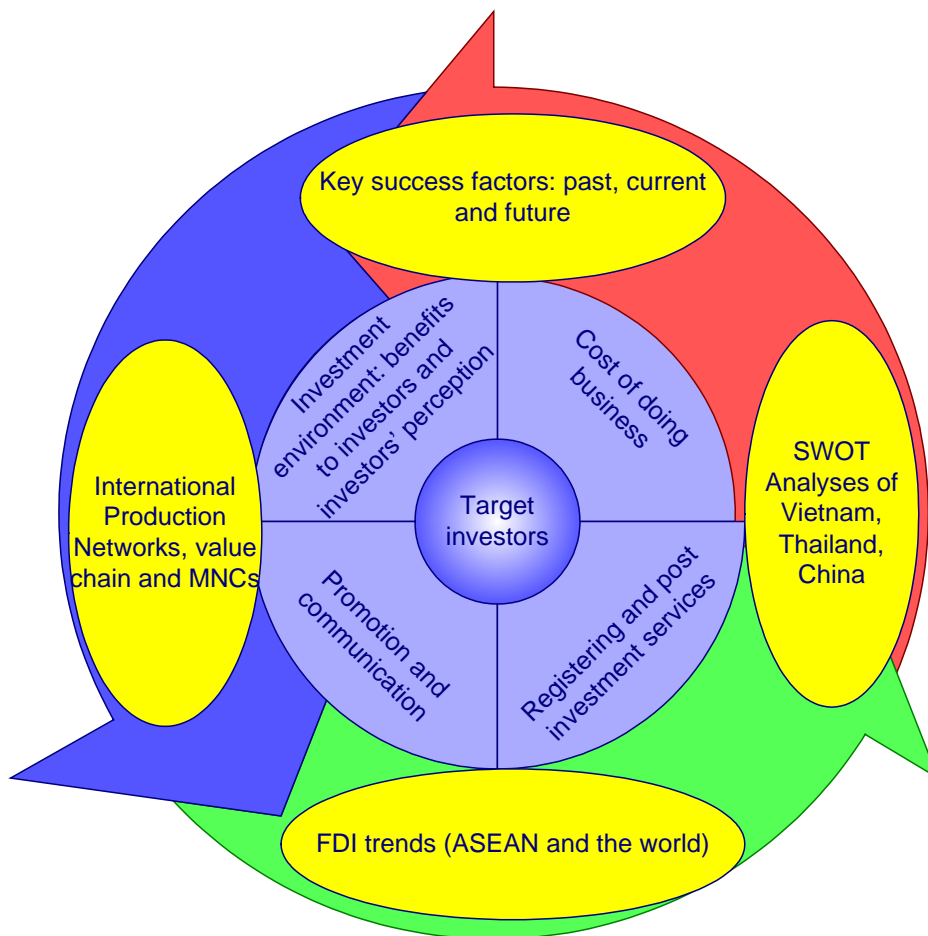 Key success factors: past, current
and future
Investment
environment: benefits
to investors and
investors’ perception
Cost of doing
business
International
Production
Networks, value
chain and MNCs
Target
investors
SWOT
Analyses of
Vietnam,
Thailand,
China
Promotion and
communication
Registering and post
investment services
FDI trends (ASEAN and the world)